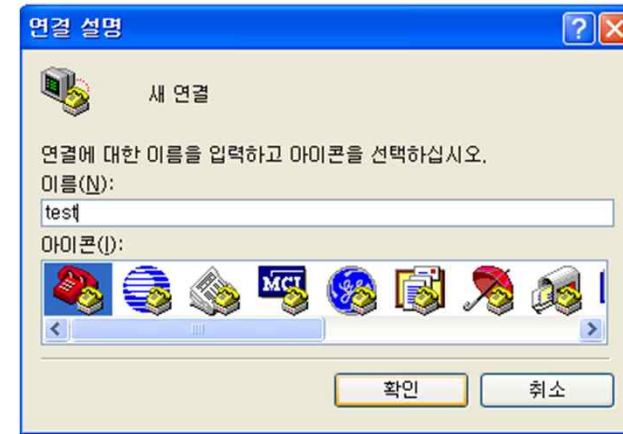 연결 설명
새 연결
연결에 대한 이름을 입력하고 아이콘을 선택하십시오.
이름(N):
test
아이콘(I):
MCI
확인 취소